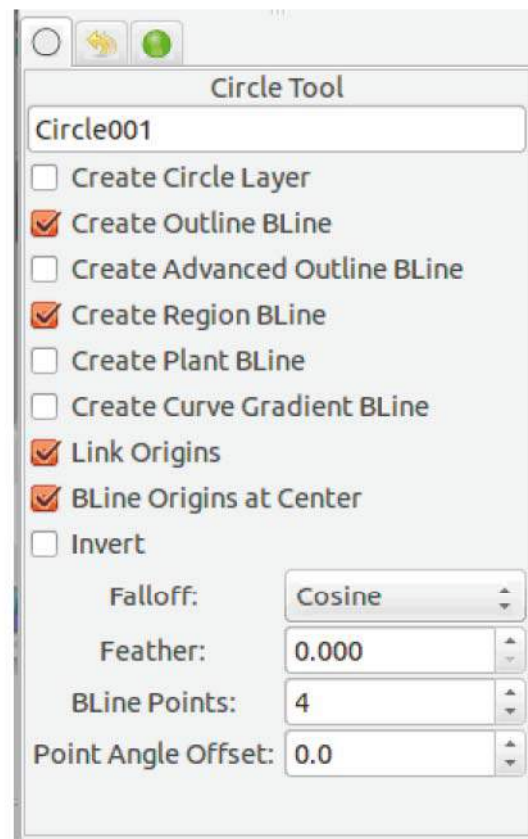 Circle Tool
Circle001
Create Circle Layer
Create Outline BLine
Create Advanced Outline BLine
Create Region BLine
Create Plant BLine
Create Curve Gradient BLine
Link Origins
BLine Origins at Center
Invert
Falloff: Cosine
Feather: 0.000
BLine Points: 4
Point Angle Offset: 0.0